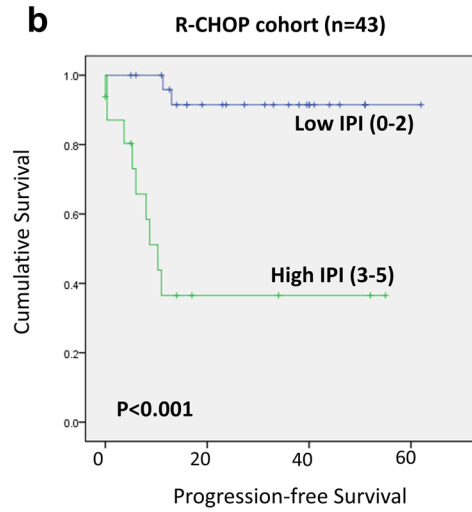 b
R-CHOP cohort (n=43)
Cumulative Survival
1.0
0.8
0.6
0.4
0.2
0.0
Low IPI (0-2)
High IPI (3-5)
P<0.001
0 20 40 60
Progression-free Survival